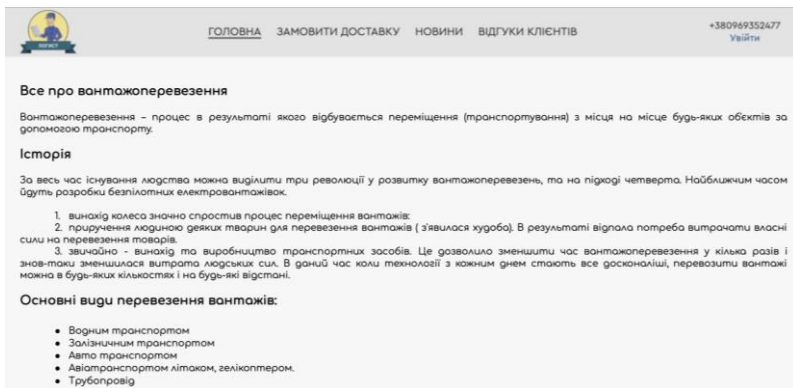 ЛОГИСТ
ГОЛОВНА ЗАМОВИТИ ДОСТАВКУ НОВИНИ ВІДГУКИ КЛІЄНТІВ
+380969352477
Увійти
Все про вантажоперевезення
Вантажоперевезення – процес в результаті якого відбувається переміщення (транспортування) з місця на місце будь-яких об'єктів за
допомогою транспорту.
Історія
За весь час існування людства можна виділити три революції у розвитку вантажоперевезень, та на підході четверта. Найближчим часом
йдуть розробки безпілотних електровантажівок.
1. винахід колеса значно спростив процес переміщення вантажів:
2. приручення людиною деяких тварин для перевезення вантажів ( з'явилася худоба). В результаті відпала потреба витрачати власні
сили на перевезення товарів.
3. звичайно - винахід та виробництво транспортних засобів. Це дозволило зменшити час вантажоперевезення у кілька разів і
знов-таки зменшилася витрата людських сил. В даний час коли технології з кожним днем стають все досконаліші, перевозити вантажі
можна в будь-яких кількостях і на будь-які відстані.
Основні види перевезення вантажів:
• Водним транспортом
• Залізничним транспортом
• Авто транспортом
• Авіатранспортом літаком, гелікоптером.
• Трубопровід